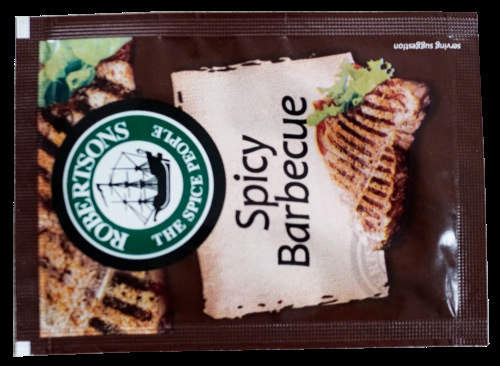 ROBERTSONS
THE SPICE PEOPLE
Spicy
Barbecue
serving suggestion